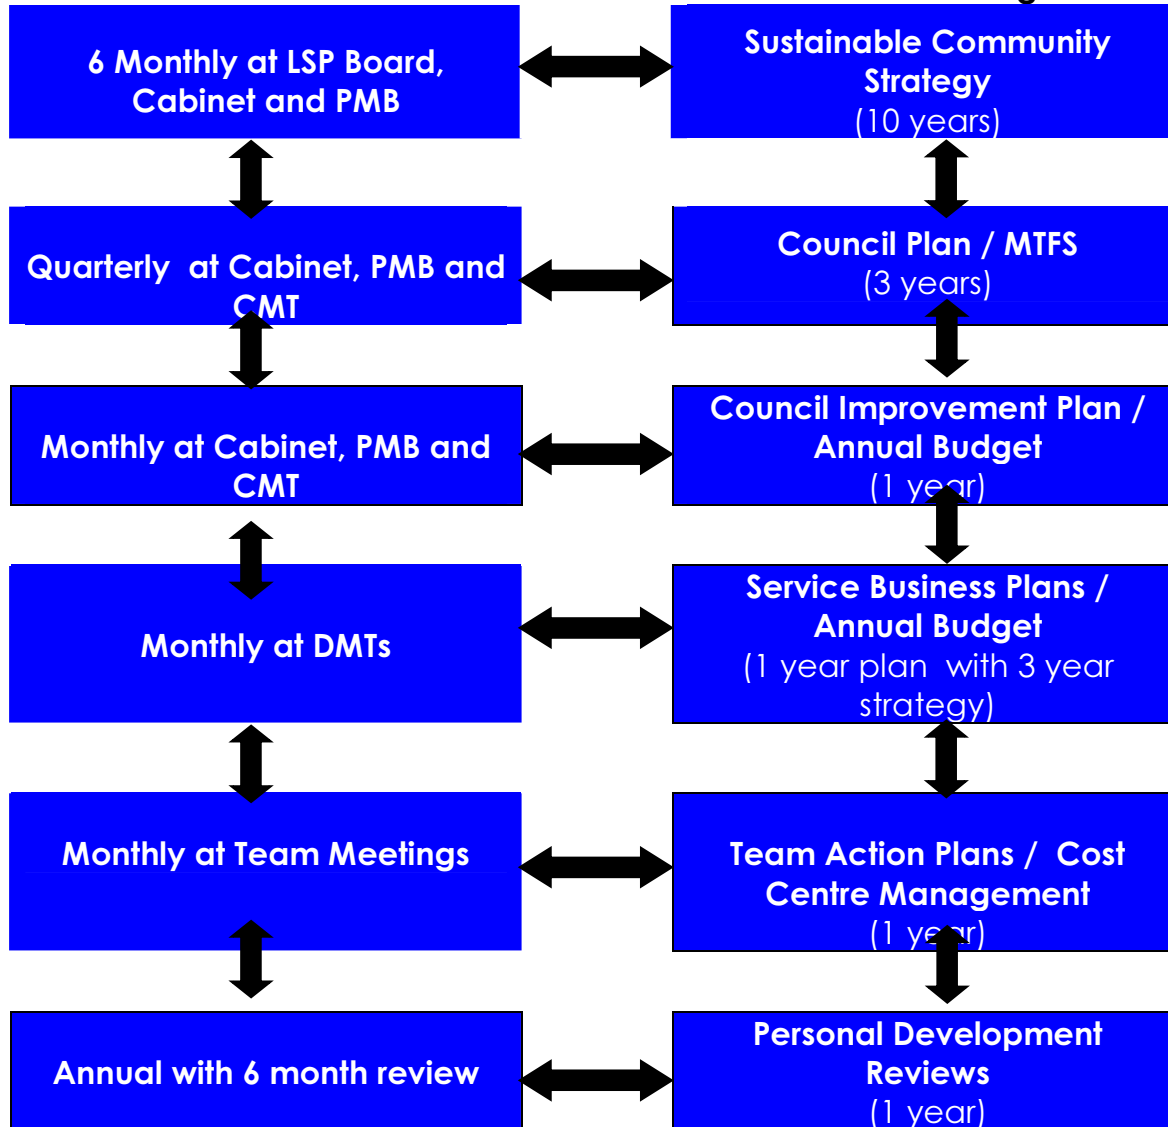 6 Monthly at LSP Board,
Cabinet and PMB
Sustainable Community
Strategy
(10 years)
Quarterly at Cabinet, PMB and
CMT
Council Plan / MTFS
(3 years)
Monthly at Cabinet, PMB and
CMT
Council Improvement Plan /
Annual Budget
(1 year)
Monthly at DMTs
Service Business Plans /
Annual Budget
(1 year plan with 3 year
strategy)
Monthly at Team Meetings
Team Action Plans / Cost
Centre Management
(1 year)
Annual with 6 month review
Personal Development
Reviews
(1 year)